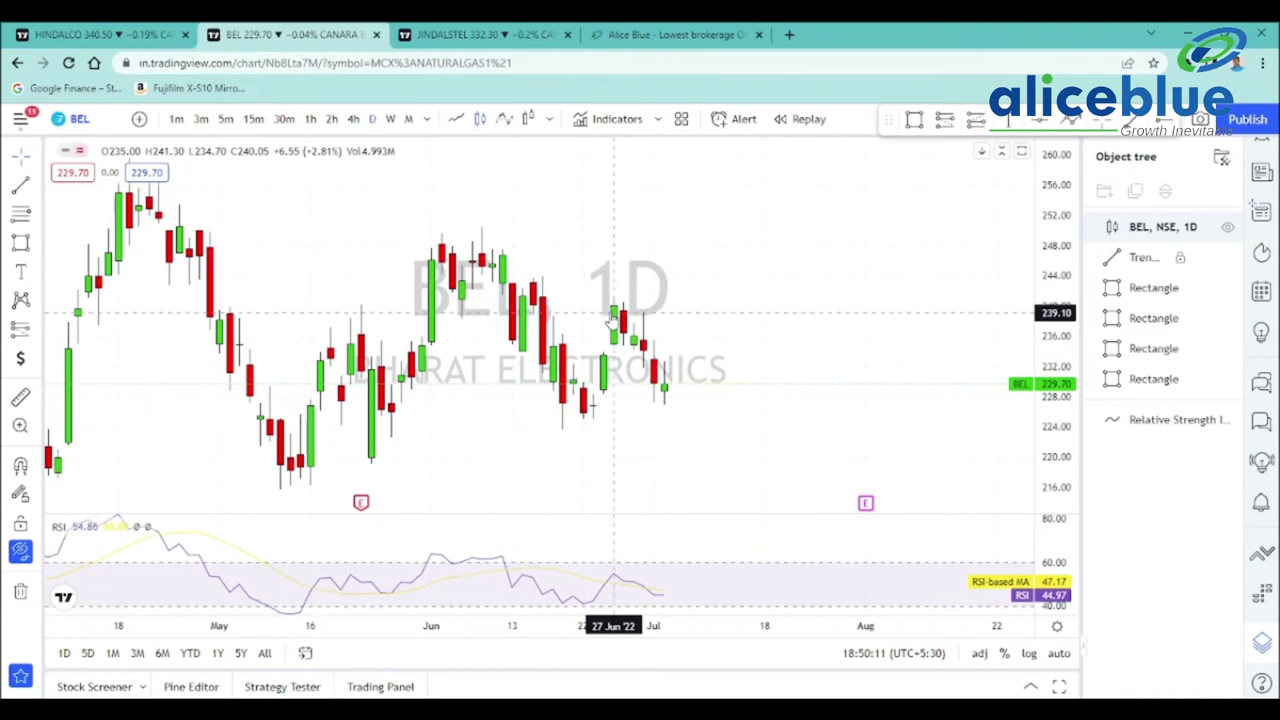 HINDALCO 340.50 ▼ −0.19% CA
BEL 229.70 ▼ −0.04% CANARA B
JINDALSTEL 332.30 ▼ −0.2% CA
Alice Blue - Lowest brokerage O
in.tradingview.com/chart/NbBLta7M/?symbol=MCX%3ANATURALGAS1%21
Google Finance – St...
Fujifilm X-S10 Mirro...
aliceblue
Growth Inevitable
11
BEL
1m 3m 5m 15m 30m 1h 2h 4h D W M
Indicators
Alert
Replay
Publish
O235.00 H241.30 L234.70 C240.05 +6.55 (+2.81%) Vol4.993M
229.70 0.00 229.70
BEL, 1D
BHARAT ELECTRONICS
260.00
256.00
252.00
248.00
244.00
239.10
236.00
232.00
BEL 229.70
228.00
224.00
220.00
216.00
E
E
RSI 54.86
80.00
60.00
RSI-based MA 47.17
RSI 44.97
40.00
18 May 16 Jun 13 27 Jun '22 Jul 18 Aug 22
1D 5D 1M 3M 6M YTD 1Y 5Y All
18:50:11 (UTC+5:30)
adj % log auto
Stock Screener
Pine Editor
Strategy Tester
Trading Panel
Object tree
BEL, NSE, 1D
Tren...
Rectangle
Rectangle
Rectangle
Rectangle
Relative Strength I...